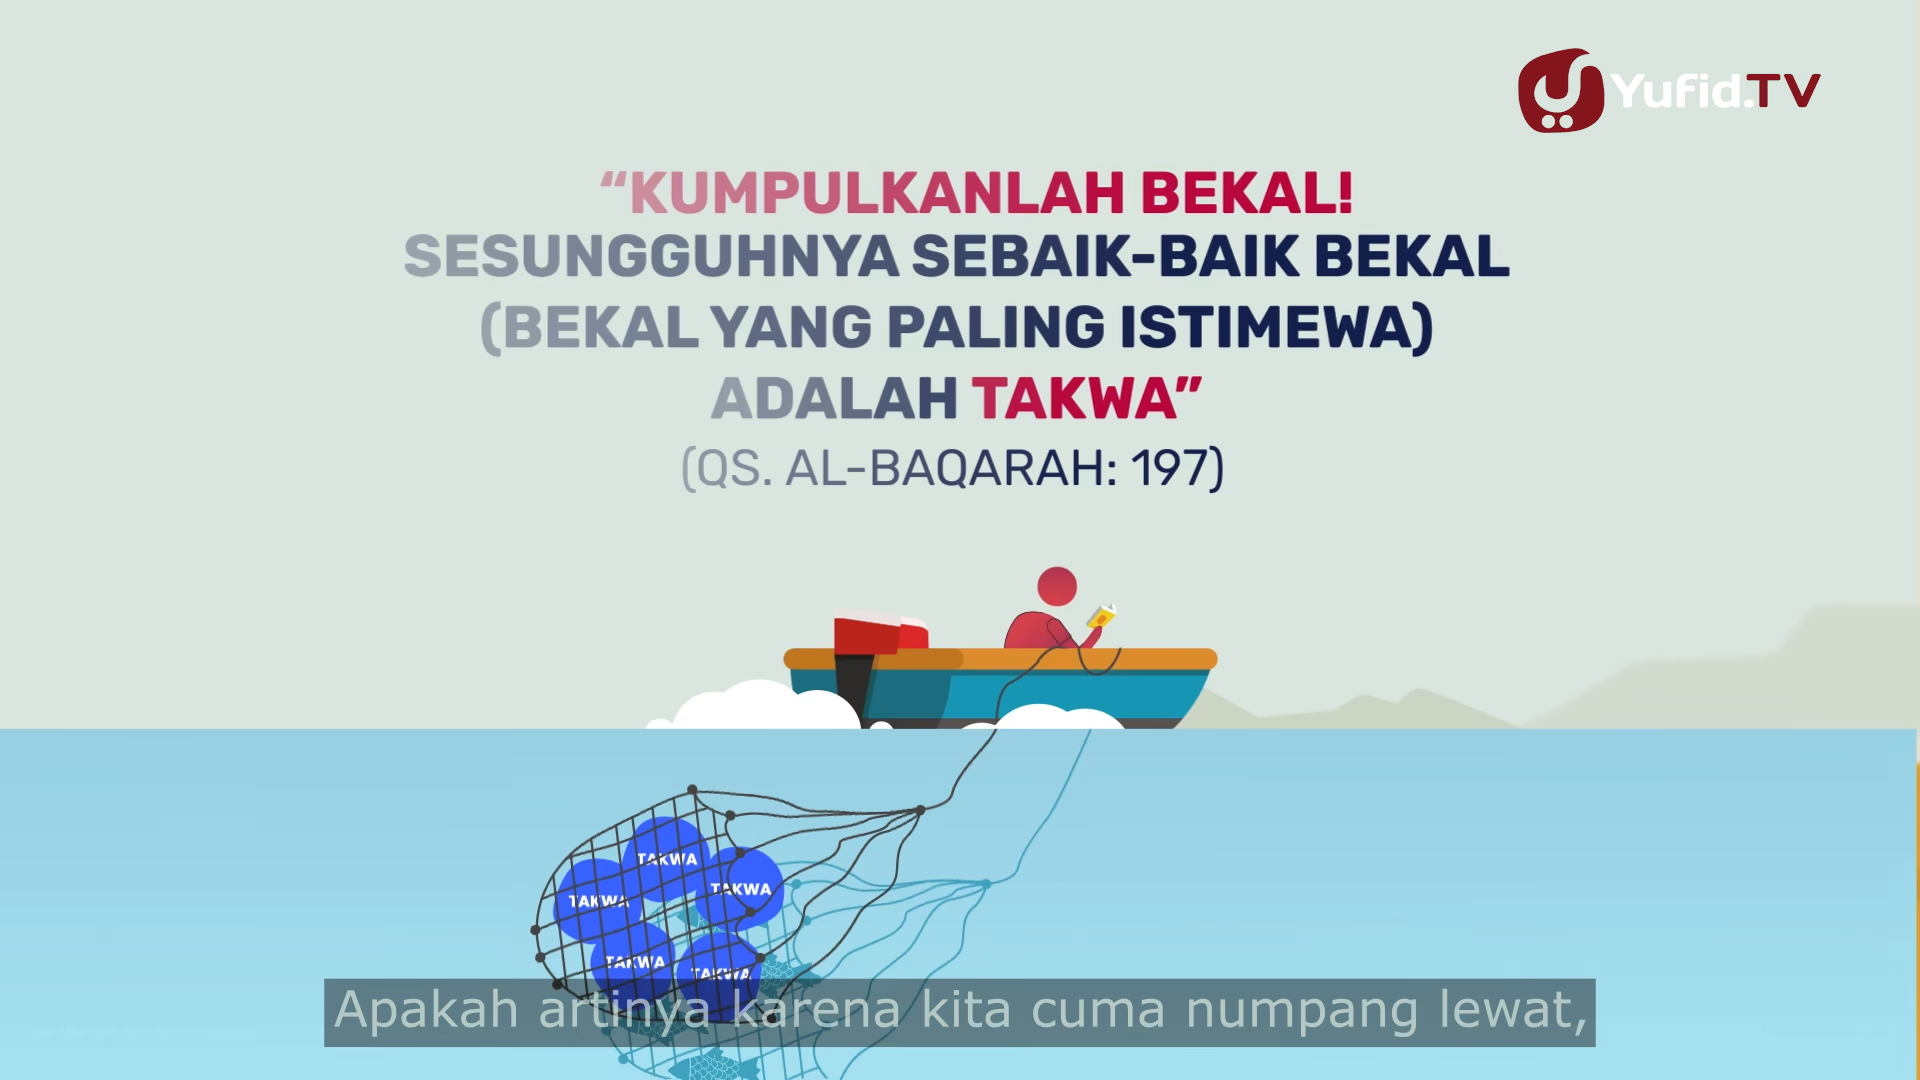 Yufid.TV
“KUMPULKANLAH BEKAL!
SESUNGGUHNYA SEBAIK-BAIK BEKAL
(BEKAL YANG PALING ISTIMEWA)
ADALAH TAKWA”
(QS. AL-BAQARAH: 197)
TAKWA
TAKWA
TAKWA
TAKWA
TAKWA
Apakah artinya karena kita cuma numpang lewat,